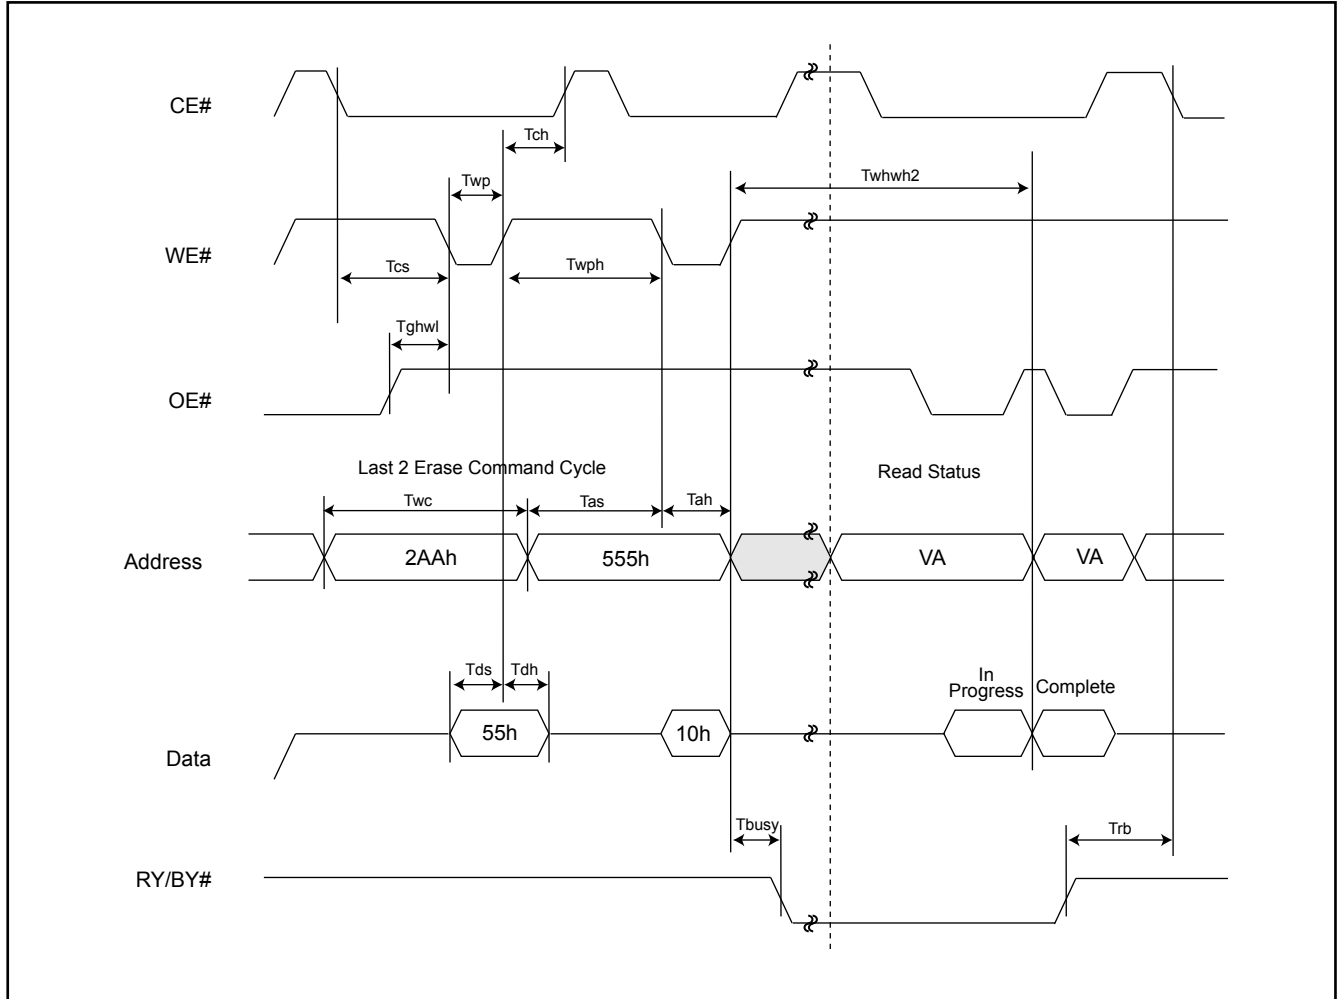 CE#
Tch
Twp
Twhwh2
WE#
Tcs
Twph
Tghwl
OE#
Last 2 Erase Command Cycle
Read Status
Twc
Tas
Tah
Address
2AAh
555h
VA
VA
Tds
Tdh
In
Progress
Complete
55h
10h
Data
Tbusy
Trb
RY/BY#